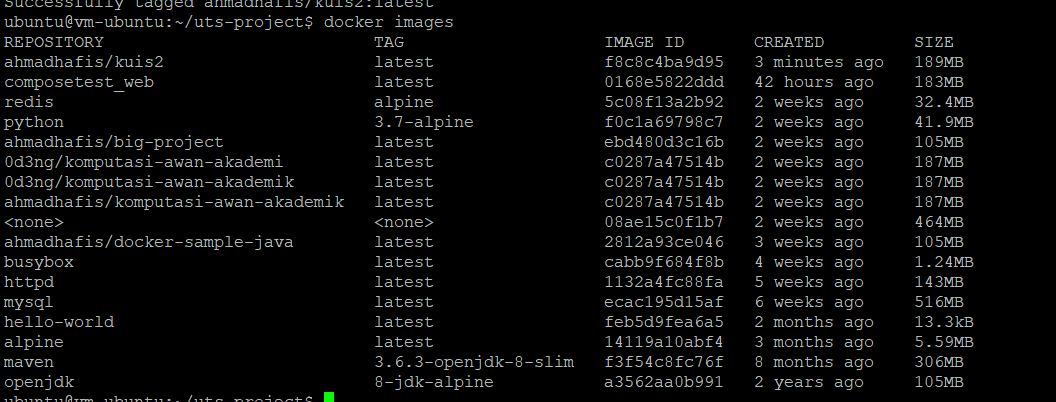 Successfully tagged ahmadhafis/kuis2:latest
ubuntu@vm-ubuntu:~/uts-project$ docker images
REPOSITORY TAG IMAGE ID CREATED SIZE
ahmadhafis/kuis2 latest f8c8c4ba9d95 3 minutes ago 189MB
composetest_web latest 0168e5822ddd 42 hours ago 183MB
redis alpine 5c08f13a2b92 2 weeks ago 32.4MB
python 3.7-alpine f0c1a69798c7 2 weeks ago 41.9MB
ahmadhafis/big-project latest ebd480d3c16b 2 weeks ago 105MB
0d3ng/komputasi-awan-akademi latest c0287a47514b 2 weeks ago 187MB
0d3ng/komputasi-awan-akademik latest c0287a47514b 2 weeks ago 187MB
ahmadhafis/komputasi-awan-akademik latest c0287a47514b 2 weeks ago 187MB
<none> <none> 08ae15c0f1b7 2 weeks ago 464MB
ahmadhafis/docker-sample-java latest 2812a93ce046 3 weeks ago 105MB
busybox latest cabb9f684f8b 4 weeks ago 1.24MB
httpd latest 1132a4fc88fa 5 weeks ago 143MB
mysql latest ecac195d15af 6 weeks ago 516MB
hello-world latest feb5d9fea6a5 2 months ago 13.3kB
alpine latest 14119a10abf4 3 months ago 5.59MB
maven 3.6.3-openjdk-8-slim f3f54c8fc76f 8 months ago 306MB
openjdk 8-jdk-alpine a3562aa0b991 2 years ago 105MB
ubuntu@vm-ubuntu:~/uts-project$